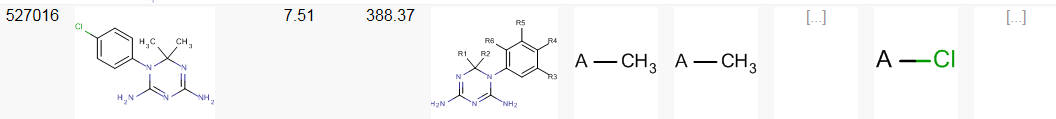 527016
7.51
388.37
[...]
[...]
Cl
H₃C
CH₃
N
N
N
H₂N
NH₂
R5
R6
R4
R1
R2
R3
N
N
N
H₂N
NH₂
A — CH₃
A — CH₃
A — Cl